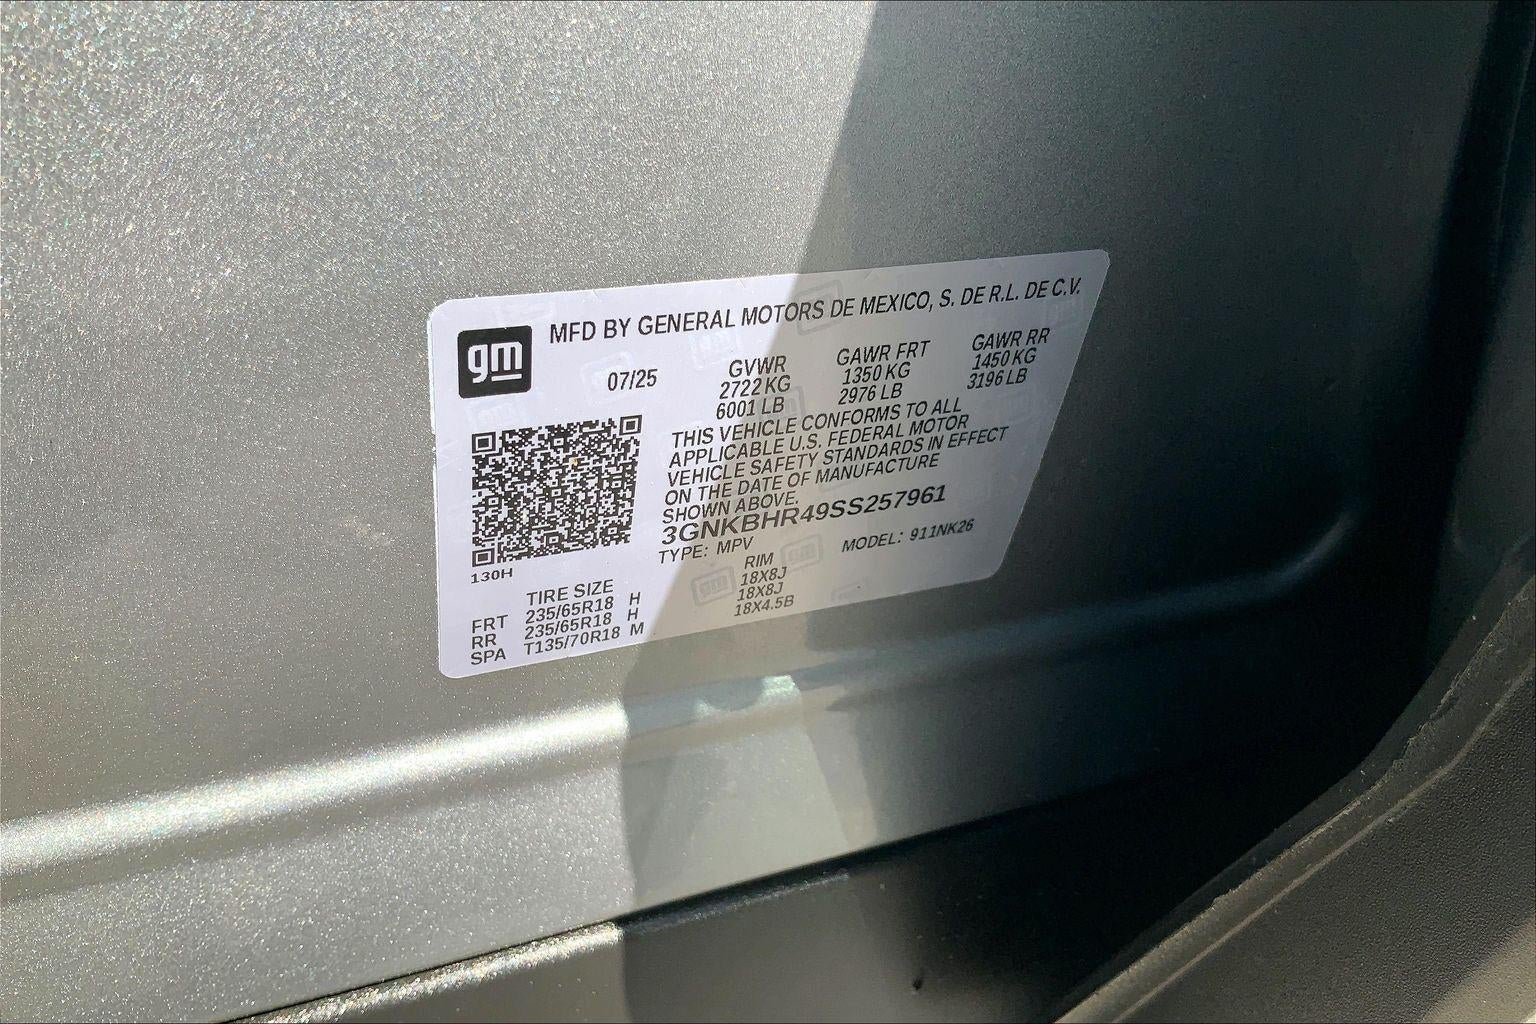 gm
MFD BY GENERAL MOTORS DE MEXICO, S. DE R.L. DE C.V.
07/25 GVWR GAWR FRT GAWR RR
2722 KG 1350 KG 1450 KG
6001 LB 2976 LB 3196 LB
THIS VEHICLE CONFORMS TO ALL
APPLICABLE U.S. FEDERAL MOTOR
VEHICLE SAFETY STANDARDS IN EFFECT
ON THE DATE OF MANUFACTURE
SHOWN ABOVE.
3GNKBHR49SS257961
TYPE: MPV MODEL: 911NK26
130H
TIRE SIZE RIM
FRT 235/65R18 H 18X8J
RR 235/65R18 H 18X8J
SPA T135/70R18 M 18X4.5B